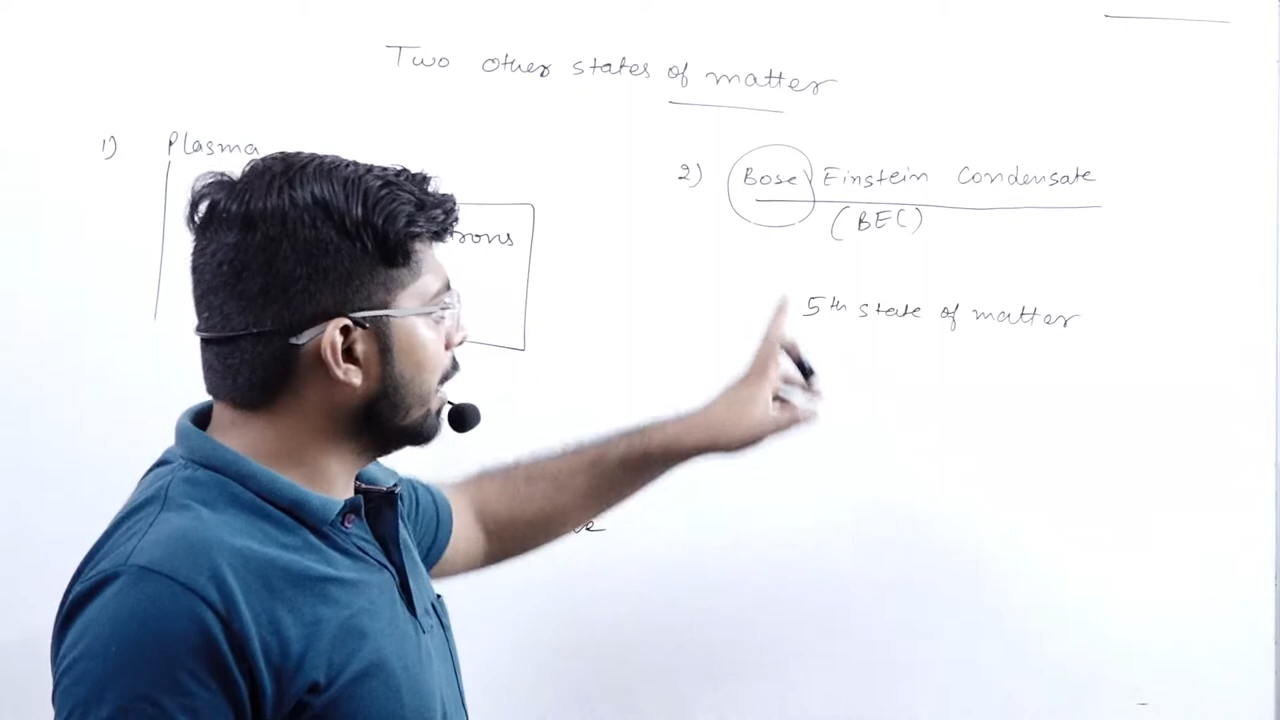 Two other states of matter
1) Plasma
2) Bose Einstein Condensate
(BEC)
5th state of matter